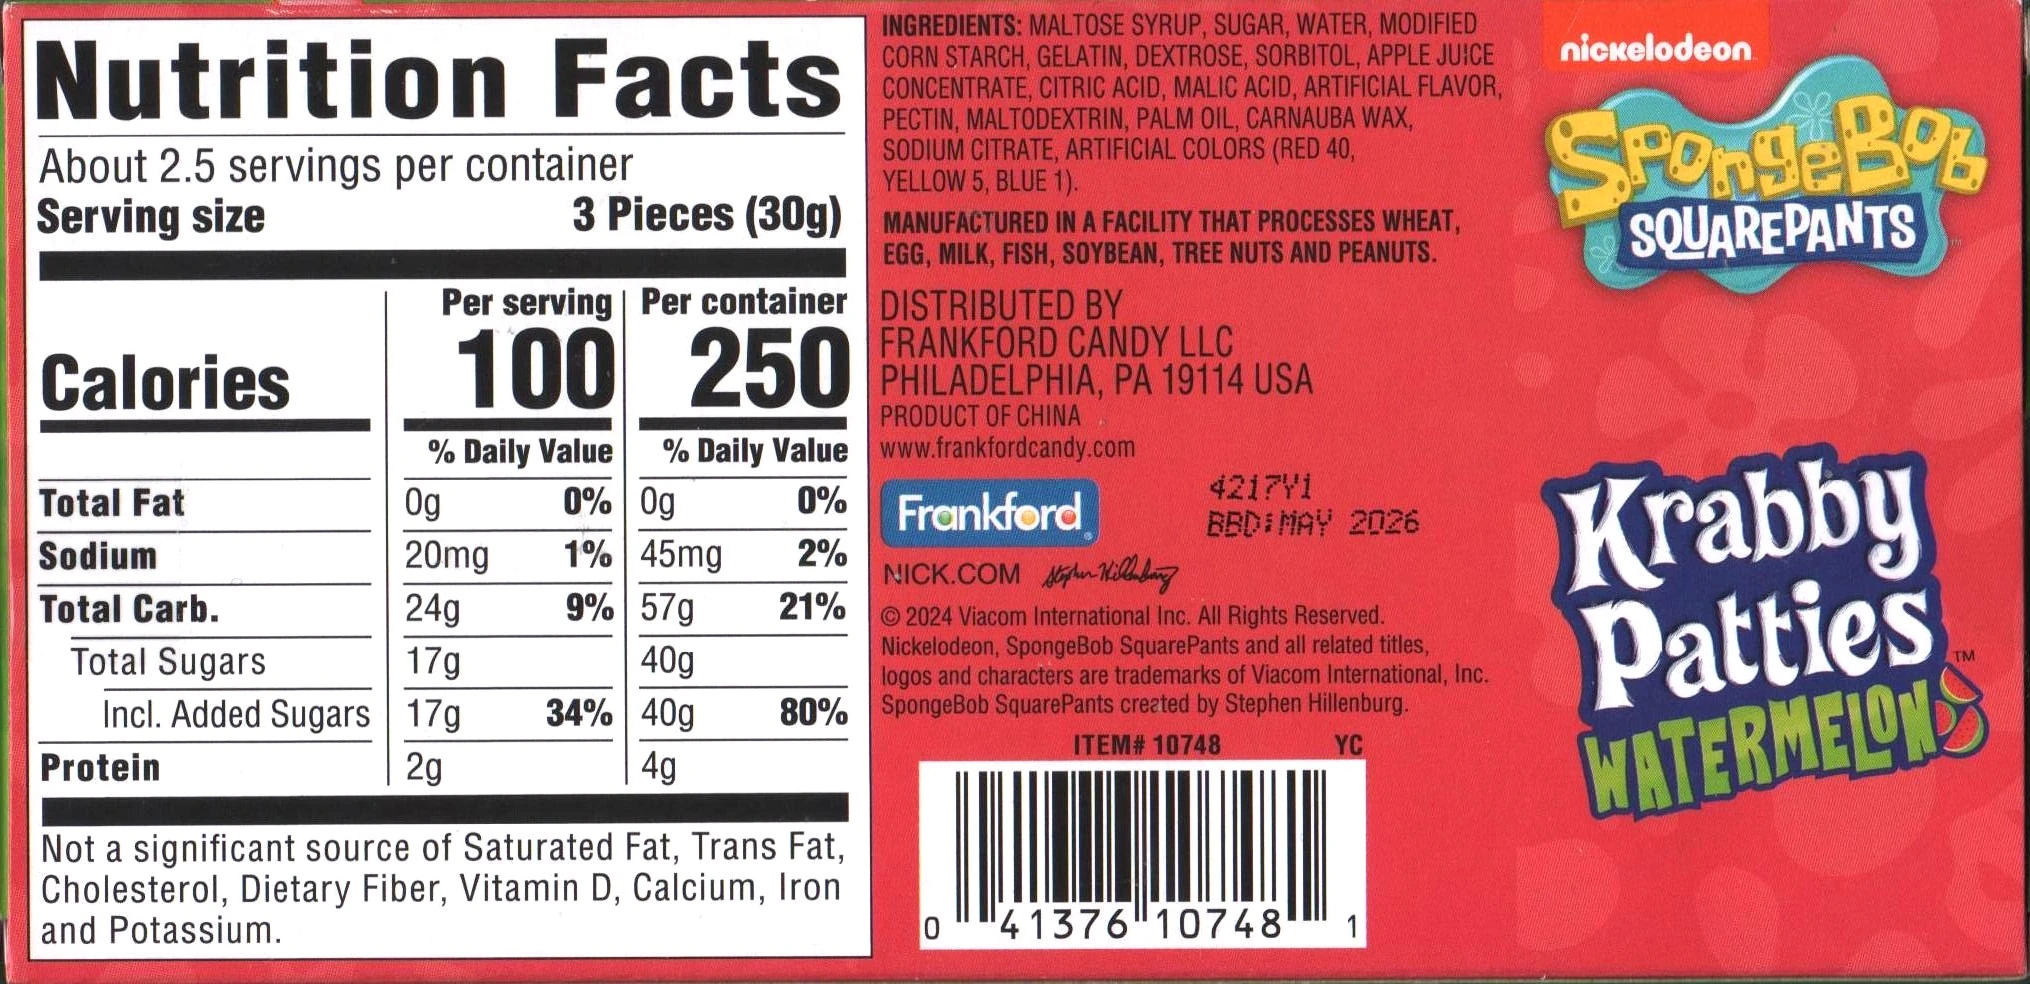 Nutrition Facts
About 2.5 servings per container
Serving size 3 Pieces (30g)
Per serving Per container
Calories 100 250
% Daily Value % Daily Value
Total Fat 0g 0% 0g 0%
Sodium 20mg 1% 45mg 2%
Total Carb. 24g 9% 57g 21%
Total Sugars 17g 40g
Incl. Added Sugars 17g 34% 40g 80%
Protein 2g 4g
Not a significant source of Saturated Fat, Trans Fat,
Cholesterol, Dietary Fiber, Vitamin D, Calcium, Iron
and Potassium.
INGREDIENTS: MALTOSE SYRUP, SUGAR, WATER, MODIFIED
CORN STARCH, GELATIN, DEXTROSE, SORBITOL, APPLE JUICE
CONCENTRATE, CITRIC ACID, MALIC ACID, ARTIFICIAL FLAVOR,
PECTIN, MALTODEXTRIN, PALM OIL, CARNAUBA WAX,
SODIUM CITRATE, ARTIFICIAL COLORS (RED 40,
YELLOW 5, BLUE 1).
MANUFACTURED IN A FACILITY THAT PROCESSES WHEAT,
EGG, MILK, FISH, SOYBEAN, TREE NUTS AND PEANUTS.
DISTRIBUTED BY
FRANKFORD CANDY LLC
PHILADELPHIA, PA 19114 USA
PRODUCT OF CHINA
www.frankfordcandy.com
Frankford®
4217Y1
BBD:MAY 2026
NICK.COM Stephen Hillenburg
© 2024 Viacom International Inc. All Rights Reserved.
Nickelodeon, SpongeBob SquarePants and all related titles,
logos and characters are trademarks of Viacom International, Inc.
SpongeBob SquarePants created by Stephen Hillenburg.
ITEM# 10748 YC
0 41376 10748 1
nickelodeon
SpongeBob
SQUAREPANTS™
Krabby
Patties™
WATERMELON